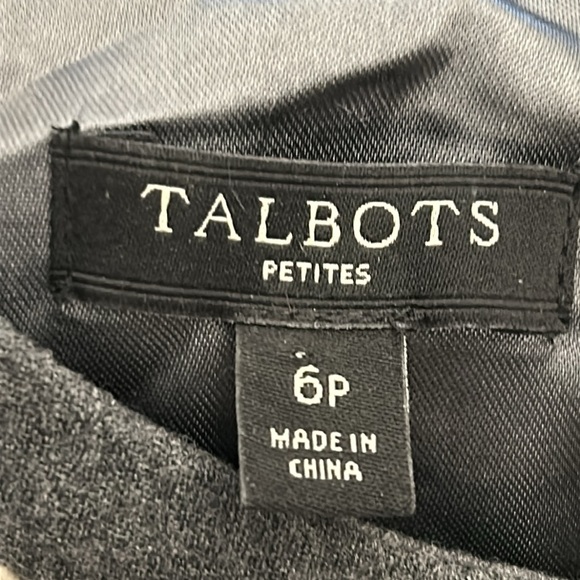 TALBOTS
PETITES
6P
MADE IN
CHINA